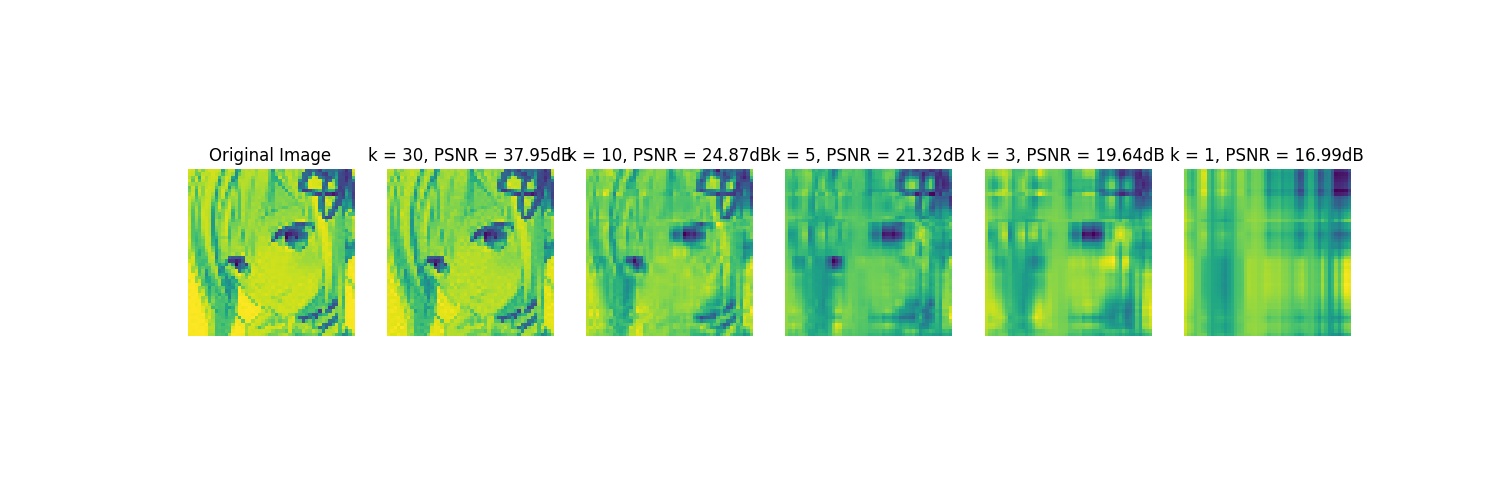 Original Image
k = 30, PSNR = 37.95dB
k = 10, PSNR = 24.87dB
k = 5, PSNR = 21.32dB
k = 3, PSNR = 19.64dB
k = 1, PSNR = 16.99dB